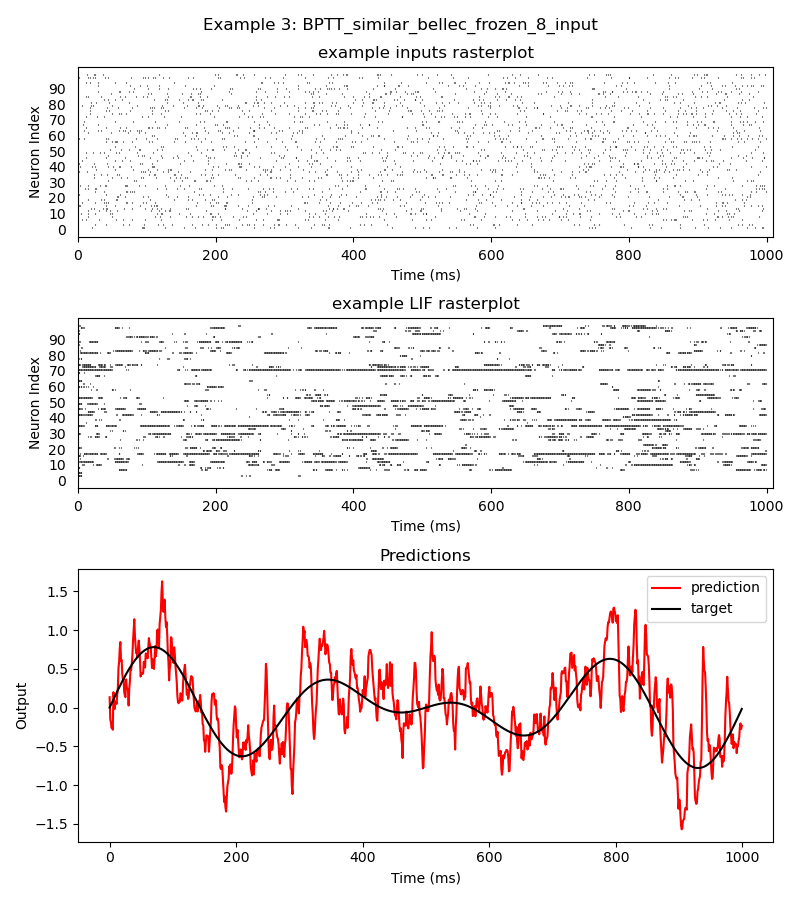 Example 3: BPTT_similar_bellec_frozen_8_input
example inputs rasterplot
90
80
70
60
50
40
30
20
10
0
Neuron Index
0 200 400 600 800 1000
Time (ms)
example LIF rasterplot
90
80
70
60
50
40
30
20
10
0
Neuron Index
0 200 400 600 800 1000
Time (ms)
Predictions
1.5
1.0
0.5
0.0
−0.5
−1.0
−1.5
Output
prediction
target
0 200 400 600 800 1000
Time (ms)